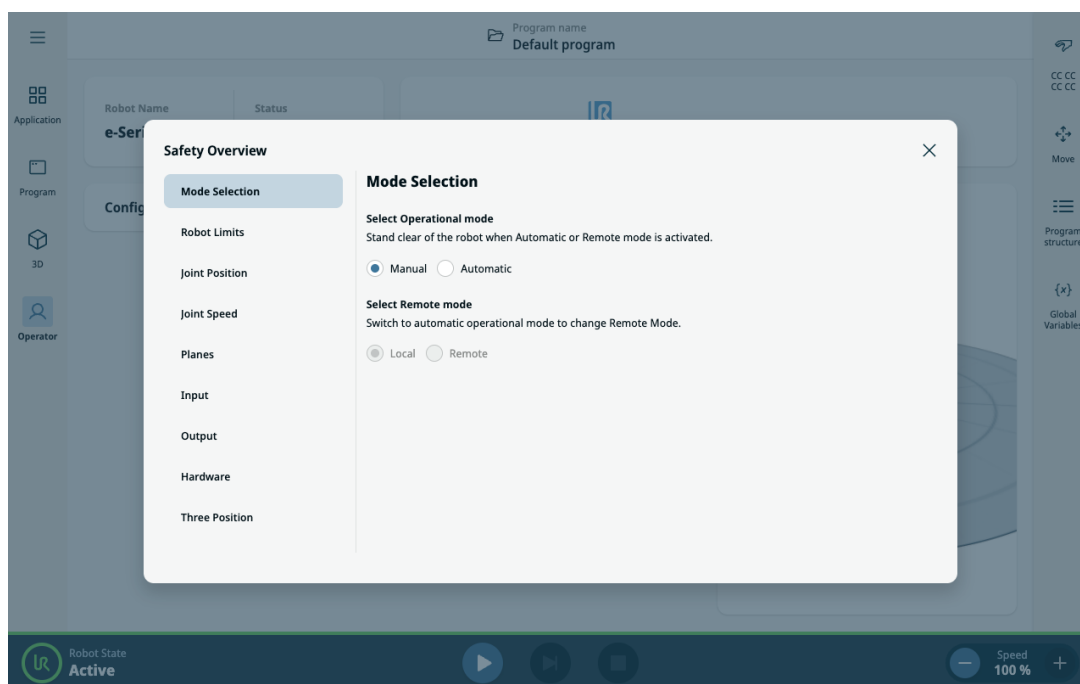 Program name
Default program
CC CC
CC CC
Application
Robot Name
Status
e-Seri
Move
Safety Overview
Mode Selection
Mode Selection
Program
Config
Select Operational mode
Stand clear of the robot when Automatic or Remote mode is activated.
Robot Limits
Program
structure
3D
Joint Position
Manual
Automatic
Joint Speed
Select Remote mode
Switch to automatic operational mode to change Remote Mode.
{x}
Global
Variables
Operator
Planes
Local
Remote
Input
Output
Hardware
Three Position
Robot State
Active
Speed
100 %